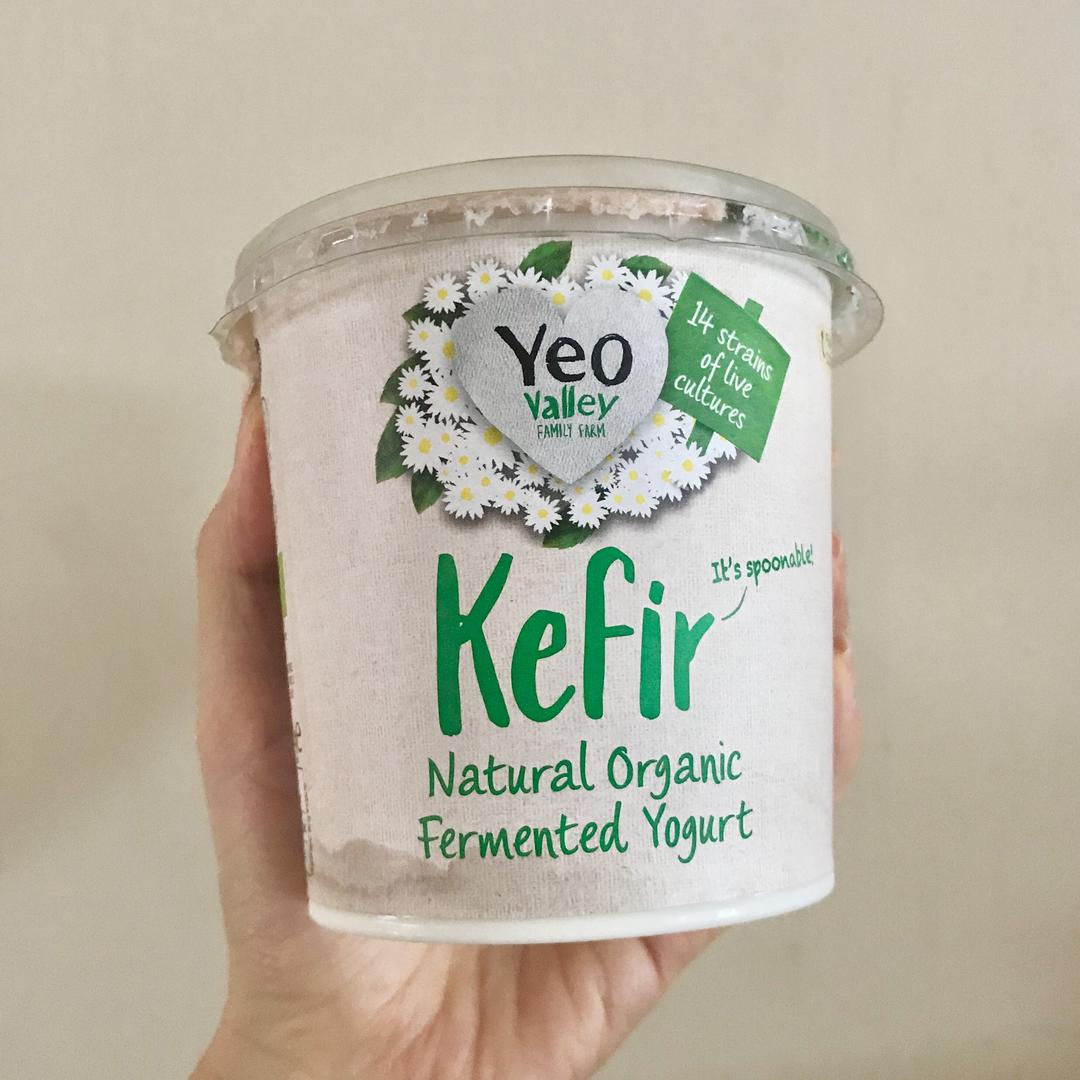 Yeo
Valley
FAMILY FARM
14 strains
of live
cultures
It's spoonable!
Kefir
Natural Organic
Fermented Yogurt